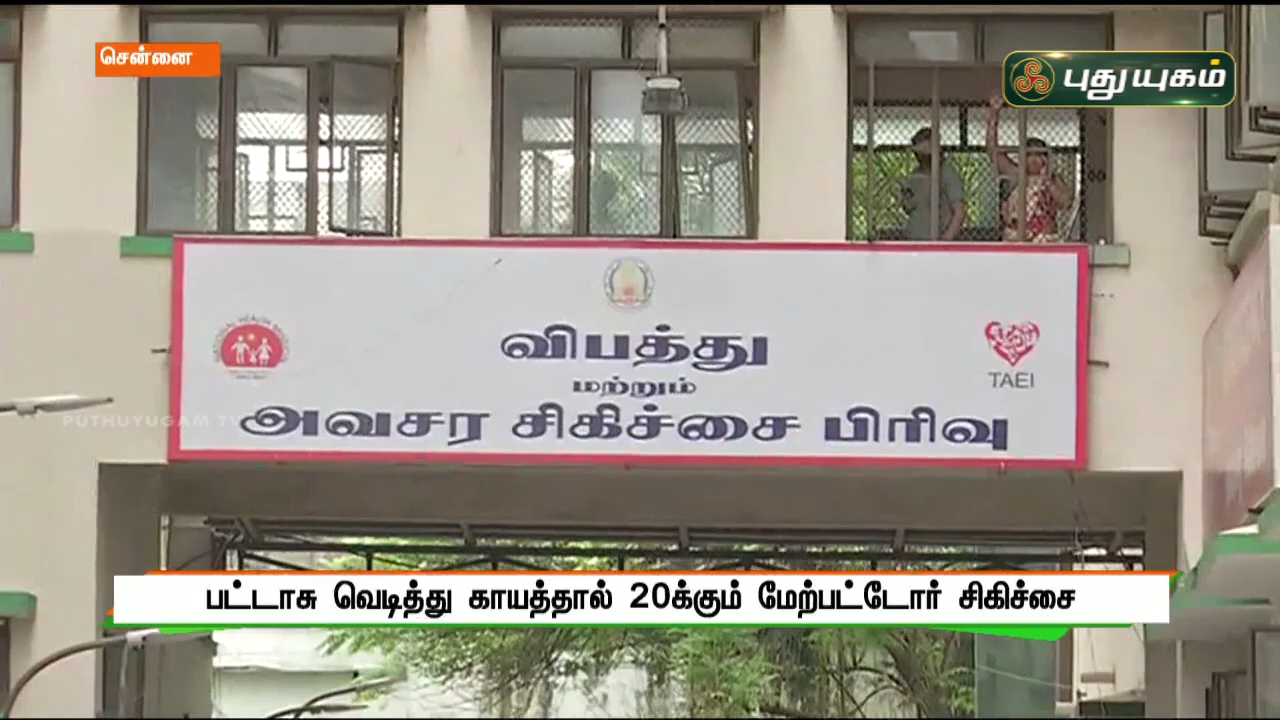 சென்னை
புதுயுகம்
விபத்து
மற்றும்
TAEI
PUTHUYUGAM TV
அவசர சிகிச்சை பிரிவு
பட்டாசு வெடித்து காயத்தால் 20க்கும் மேற்பட்டோர் சிகிச்சை